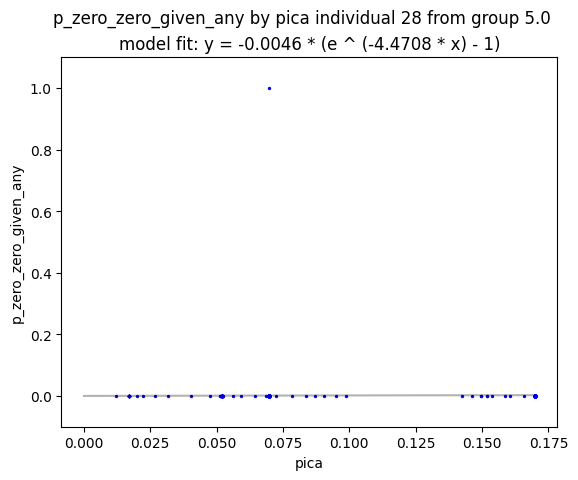 p_zero_zero_given_any by pica individual 28 from group 5.0
model fit: y = -0.0046 * (e ^ (-4.4708 * x) - 1)
1.0
0.8
0.6
0.4
0.2
0.0
p_zero_zero_given_any
0.000 0.025 0.050 0.075 0.100 0.125 0.150 0.175
pica